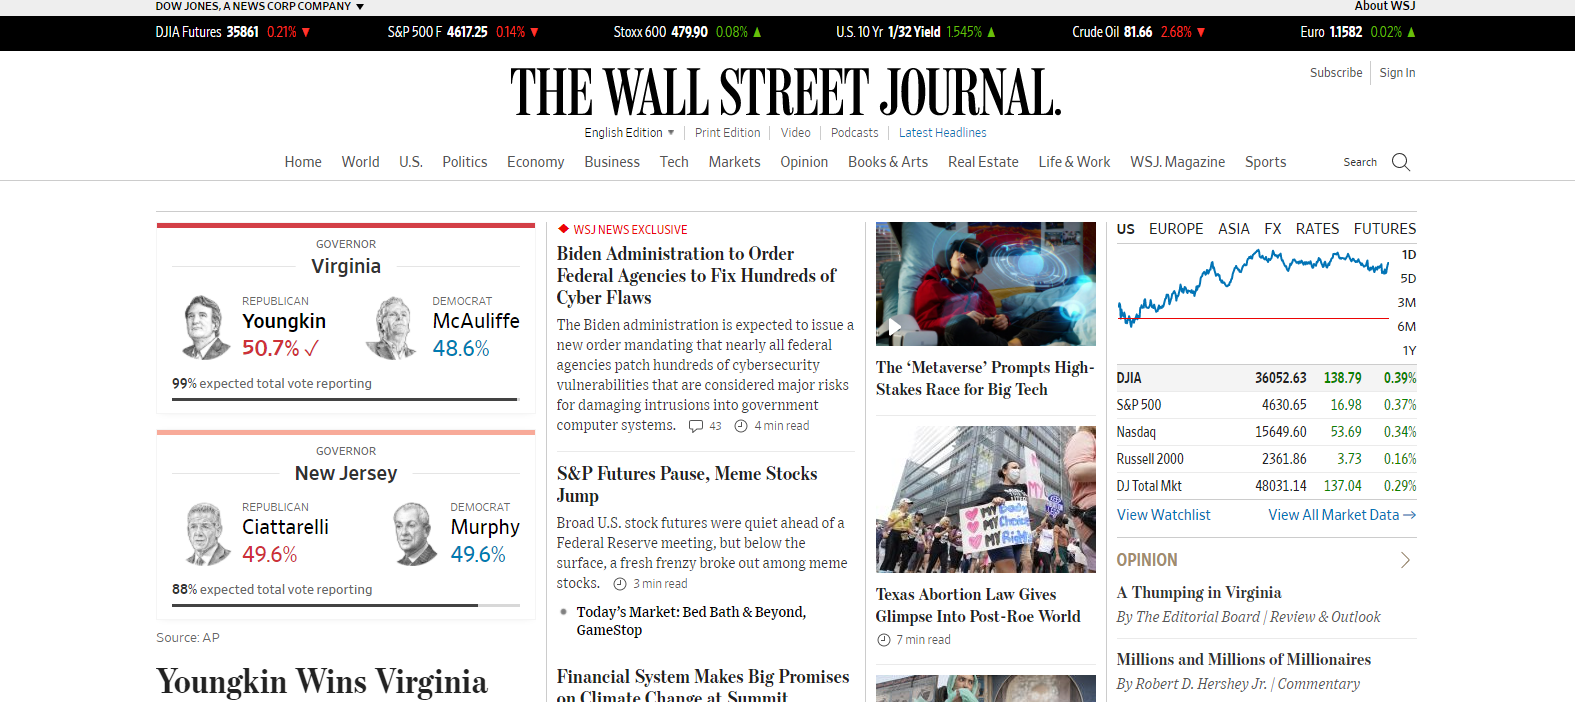 DOW JONES, A NEWS CORP COMPANY
About WSJ
DJIA Futures 35861 0.21%
S&P 500 F 4617.25 0.14%
Stoxx 600 479.90 0.08%
U.S. 10 Yr 1/32 Yield 1.545%
Crude Oil 81.66 2.68%
Euro 1.1582 0.02%
THE WALL STREET JOURNAL.
Subscribe
Sign In
English Edition
Print Edition
Video
Podcasts
Latest Headlines
Home World U.S. Politics Economy Business Tech Markets Opinion Books & Arts Real Estate Life & Work WSJ. Magazine Sports
Search
GOVERNOR
Virginia
REPUBLICAN
Youngkin
50.7% ✓
DEMOCRAT
McAuliffe
48.6%
99% expected total vote reporting
GOVERNOR
New Jersey
REPUBLICAN
Ciattarelli
49.6%
DEMOCRAT
Murphy
49.6%
88% expected total vote reporting
Source: AP
Youngkin Wins Virginia
WSJ NEWS EXCLUSIVE
Biden Administration to Order
Federal Agencies to Fix Hundreds of
Cyber Flaws
The Biden administration is expected to issue a
new order mandating that nearly all federal
agencies patch hundreds of cybersecurity
vulnerabilities that are considered major risks
for damaging intrusions into government
computer systems. 43 4 min read
S&P Futures Pause, Meme Stocks
Jump
Broad U.S. stock futures were quiet ahead of a
Federal Reserve meeting, but below the
surface, a fresh frenzy broke out among meme
stocks. 3 min read
Today's Market: Bed Bath & Beyond,
GameStop
Financial System Makes Big Promises
on Climate Change at Summit
The 'Metaverse' Prompts High-
Stakes Race for Big Tech
My Body
My Choice
My Right
Texas Abortion Law Gives
Glimpse Into Post-Roe World
7 min read
US EUROPE ASIA FX RATES FUTURES
1D
5D
3M
6M
1Y
DJIA 36052.63 138.79 0.39%
S&P 500 4630.65 16.98 0.37%
Nasdaq 15649.60 53.69 0.34%
Russell 2000 2361.86 3.73 0.16%
DJ Total Mkt 48031.14 137.04 0.29%
View Watchlist
View All Market Data →
OPINION
A Thumping in Virginia
By The Editorial Board | Review & Outlook
Millions and Millions of Millionaires
By Robert D. Hershey Jr. | Commentary